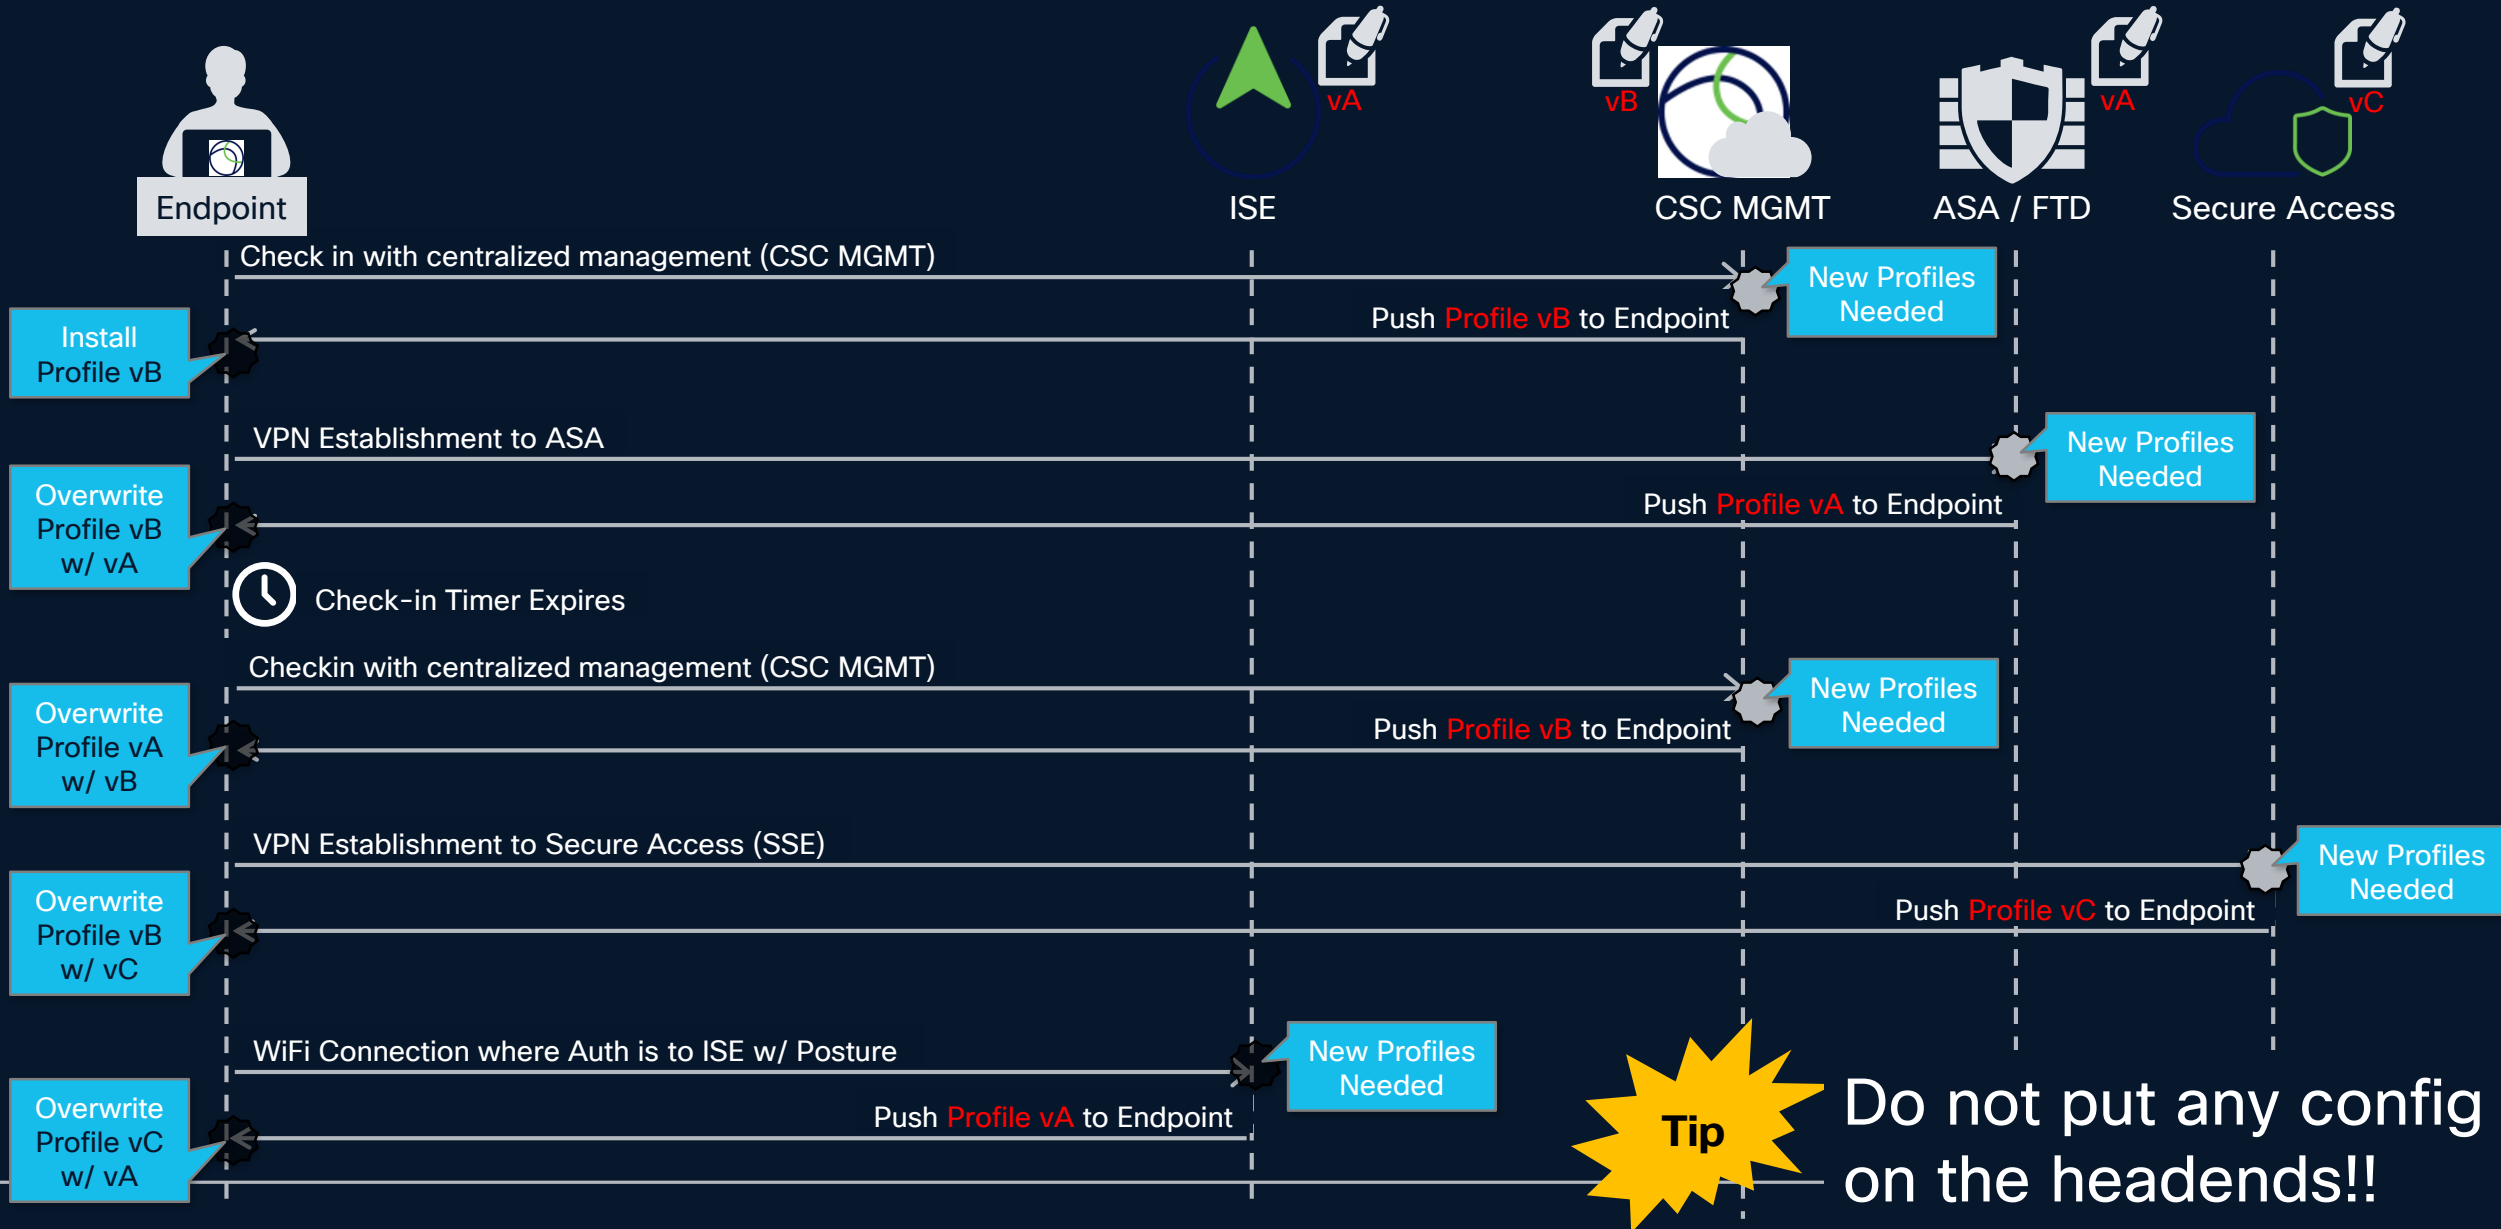 vA
vB
vA
vC
Endpoint
ISE
CSC MGMT
ASA / FTD
Secure Access
Check in with centralized management (CSC MGMT)
New Profiles
Needed
Push Profile vB to Endpoint
Install
Profile vB
VPN Establishment to ASA
New Profiles
Needed
Push Profile vA to Endpoint
Overwrite
Profile vB
w/ vA
Check-in Timer Expires
Checkin with centralized management (CSC MGMT)
New Profiles
Needed
Push Profile vB to Endpoint
Overwrite
Profile vA
w/ vB
VPN Establishment to Secure Access (SSE)
New Profiles
Needed
Push Profile vC to Endpoint
Overwrite
Profile vB
w/ vC
WiFi Connection where Auth is to ISE w/ Posture
New Profiles
Needed
Push Profile vA to Endpoint
Overwrite
Profile vC
w/ vA
Tip
Do not put any config
on the headends!!